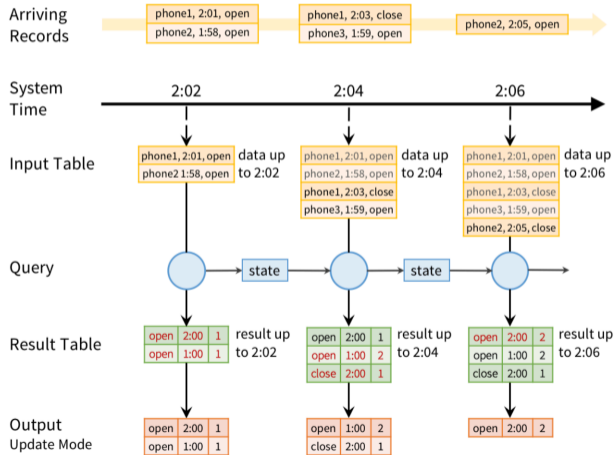 Arriving Records
phone1, 2:01, open
phone2, 1:58, open
phone1, 2:03, close
phone3, 1:59, open
phone2, 2:05, open
System Time
2:02
2:04
2:06
Input Table
phone1, 2:01, open
phone2 1:58, open
data up to 2:02
phone1, 2:01, open
phone2, 1:58, open
phone1, 2:03, close
phone3, 1:59, open
data up to 2:04
phone1, 2:01, open
phone2, 1:58, open
phone1, 2:03, close
phone3, 1:59, open
phone2, 2:05, close
data up to 2:06
Query
state
state
Result Table
open 2:00 1
open 1:00 1
result up to 2:02
open 2:00 1
open 1:00 2
close 2:00 1
result up to 2:04
open 2:00 2
open 1:00 2
close 2:00 1
result up to 2:06
Output
Update Mode
open 2:00 1
open 1:00 1
open 1:00 2
close 2:00 1
open 2:00 2